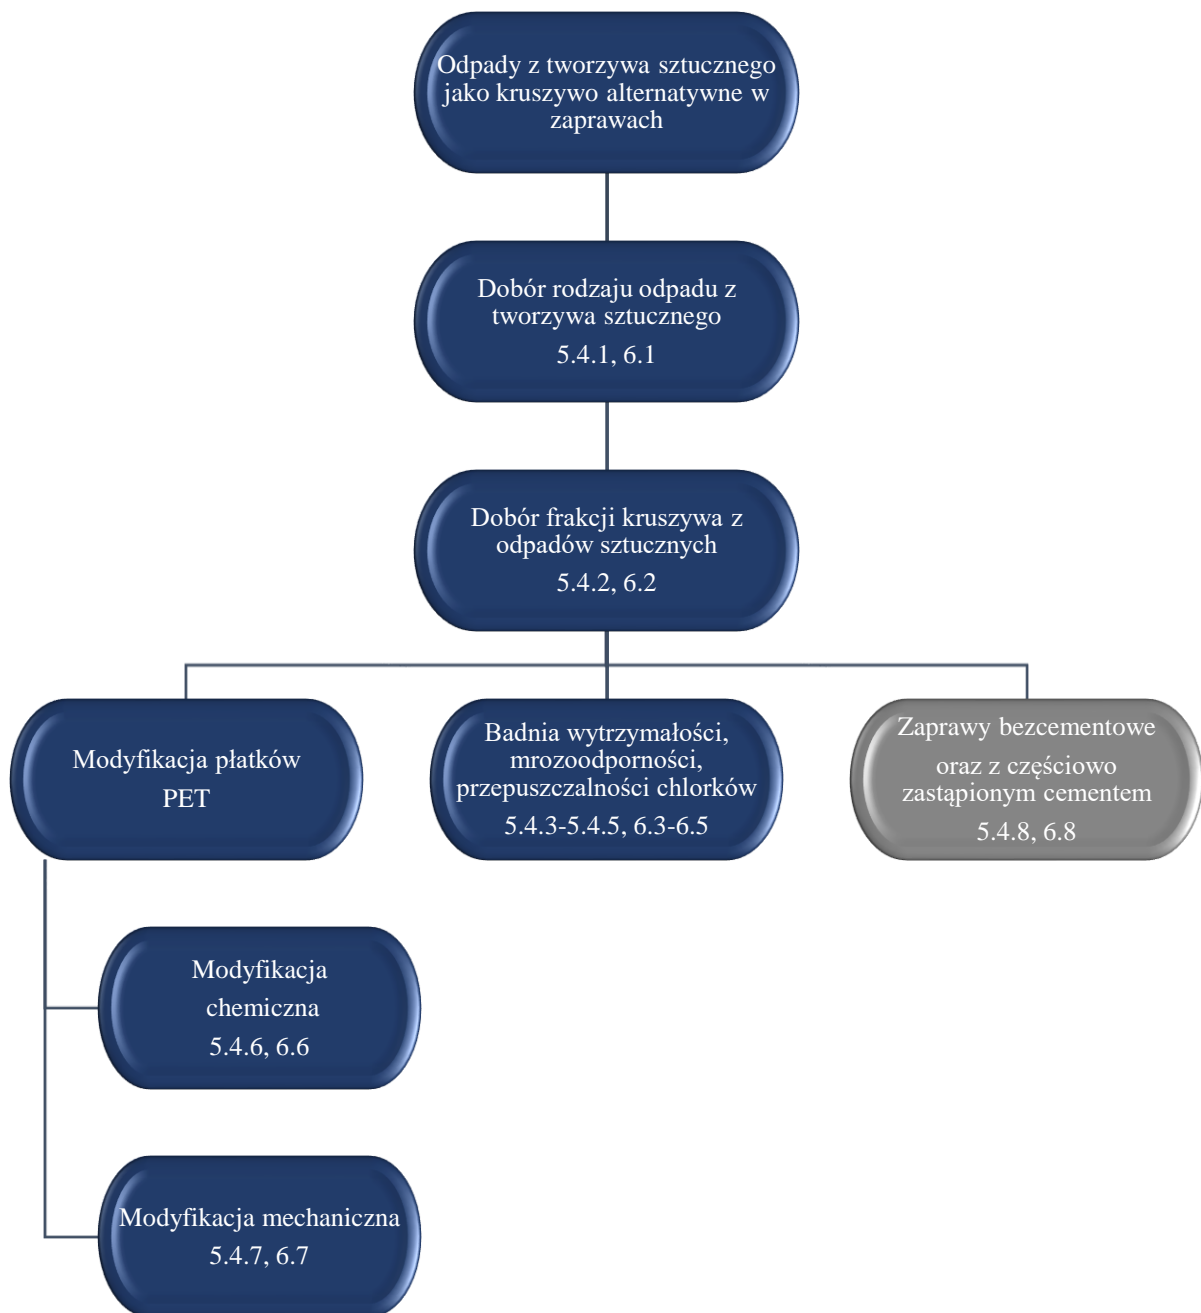 Odpady z tworzywa sztucznego
jako kruszywo alternatywne w
zaprawach
Dobór rodzaju odpadu z
tworzywa sztucznego
5.4.1, 6.1
Dobór frakcji kruszywa z
odpadów sztucznych
5.4.2, 6.2
Modyfikacja płatków
PET
Badnia wytrzymałości,
mrozoodporności,
przepuszczalności chlorków
5.4.3-5.4.5, 6.3-6.5
Zaprawy bezcementowe
oraz z częściowo
zastąpionym cementem
5.4.8, 6.8
Modyfikacja
chemiczna
5.4.6, 6.6
Modyfikacja mechaniczna
5.4.7, 6.7